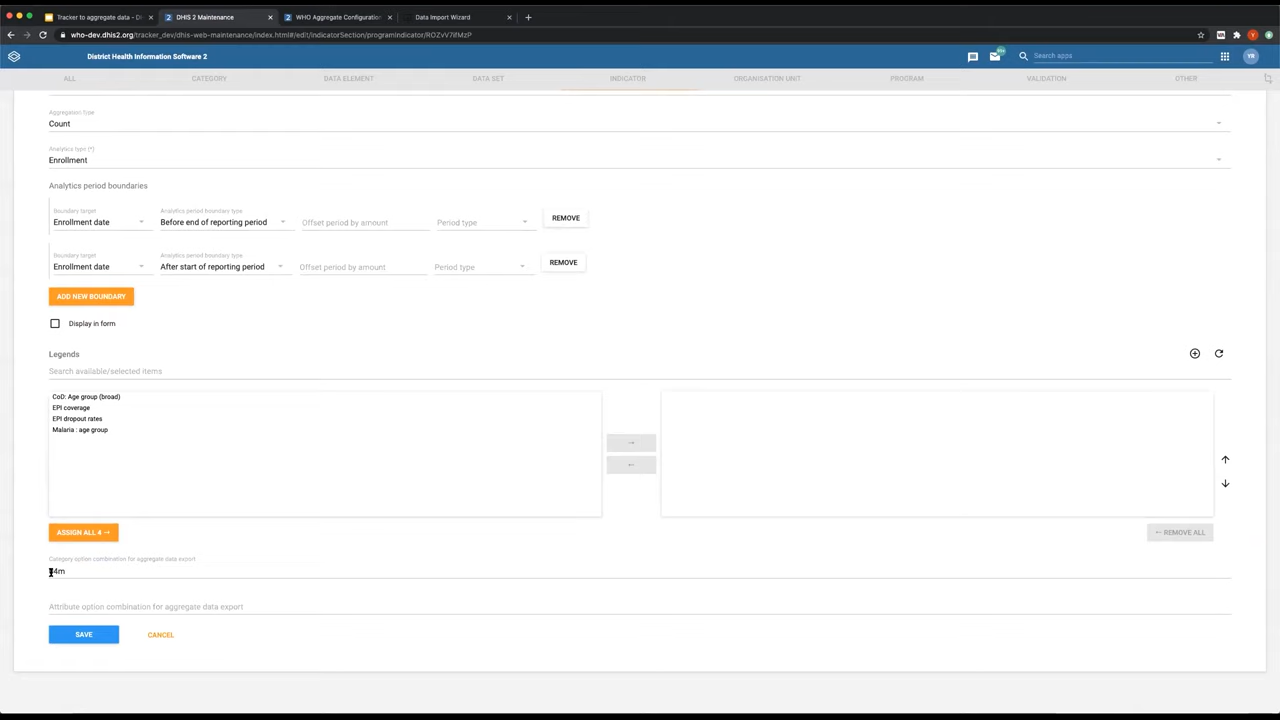 Tracker to aggregate data - D
DHIS 2 Maintenance
WHO Aggregate Configuration
Data Import Wizard
who-dev.dhis2.org/tracker_dev/dhis-web-maintenance/index.html#/edit/indicatorSection/programIndicator/ROZvV7ifMzP
District Health Information Software 2
99+
Search apps
YR
ALL
CATEGORY
DATA ELEMENT
DATA SET
INDICATOR
ORGANISATION UNIT
PROGRAM
VALIDATION
OTHER
Aggregation type
Count
Analytics type (*)
Enrollment
Analytics period boundaries
Boundary target
Analytics period boundary type
Enrollment date
Before end of reporting period
Offset period by amount
Period type
REMOVE
Boundary target
Analytics period boundary type
Enrollment date
After start of reporting period
Offset period by amount
Period type
REMOVE
ADD NEW BOUNDARY
Display in form
Legends
Search available/selected items
CoD: Age group (broad)
EPI coverage
EPI dropout rates
Malaria : age group
ASSIGN ALL 4 →
← REMOVE ALL
Category option combination for aggregate data export
Attribute option combination for aggregate data export
SAVE
CANCEL